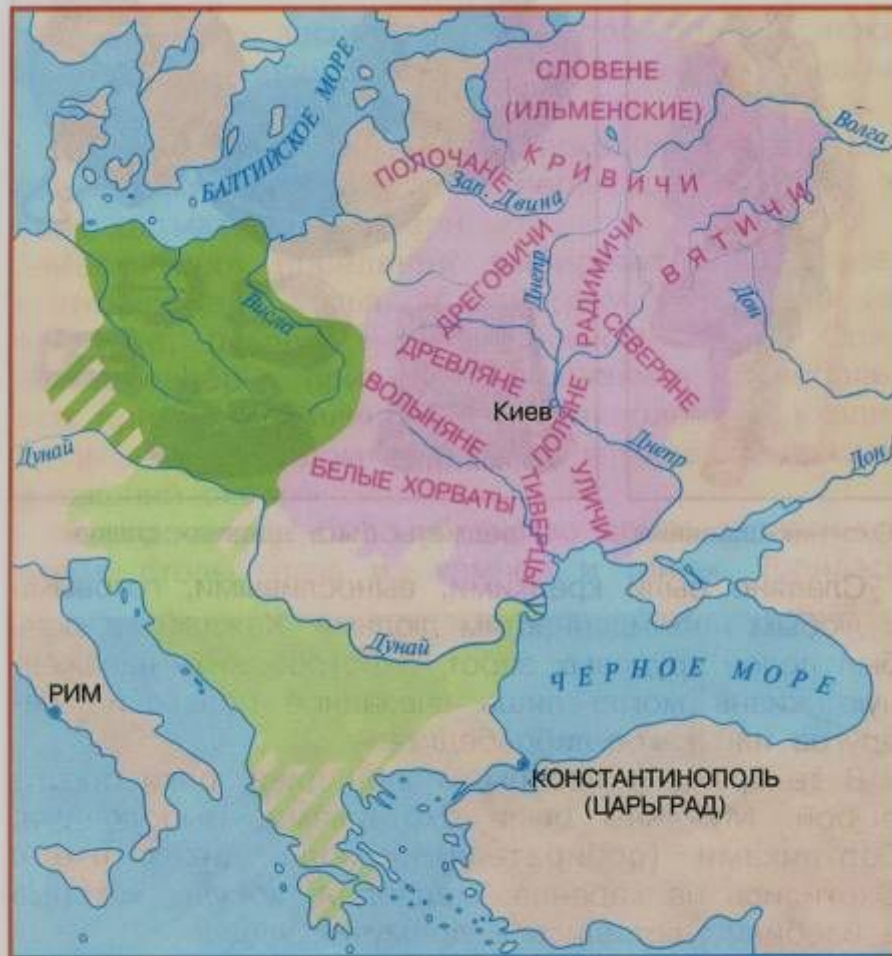 БАЛТИЙСКОЕ МОРЕ
СЛОВЕНЕ
(ИЛЬМЕНСКИЕ)
Волга
ПОЛОЧАНЕ
КРИВИЧИ
Зап. Двина
ВЯТИЧИ
ДРЕГОВИЧИ
Днепр
РАДИМИЧИ
Дон
Висла
СЕВЕРЯНЕ
ДРЕВЛЯНЕ
Киев
ВОЛЫНЯНЕ
ПОЛЯНЕ
Днепр
Дунай
Дон
БЕЛЫЕ ХОРВАТЫ
ТИВЕРЦЫ
УЛИЧИ
Дунай
ЧЕРНОЕ МОРЕ
РИМ
КОНСТАНТИНОПОЛЬ
(ЦАРЬГРАД)